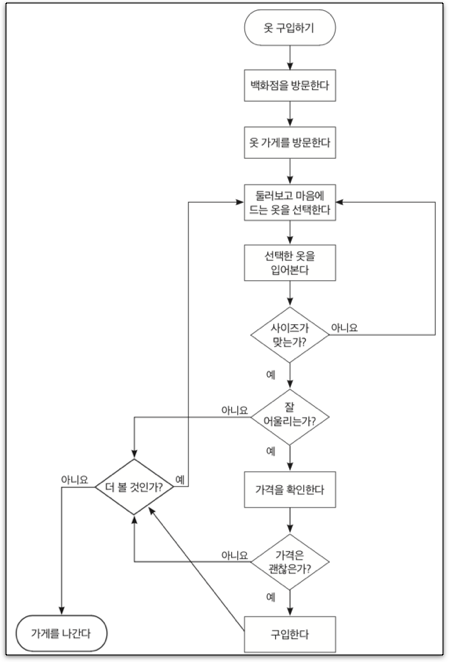 옷 구입하기
백화점을 방문한다
옷 가게를 방문한다
둘러보고 마음에
드는 옷을 선택한다
선택한 옷을
입어본다
사이즈가
맞는가?
아니요
예
잘
어울리는가?
아니요
예
가격을 확인한다
더 볼 것인가?
아니요
예
가격은
괜찮은가?
아니요
예
구입한다
가게를 나간다